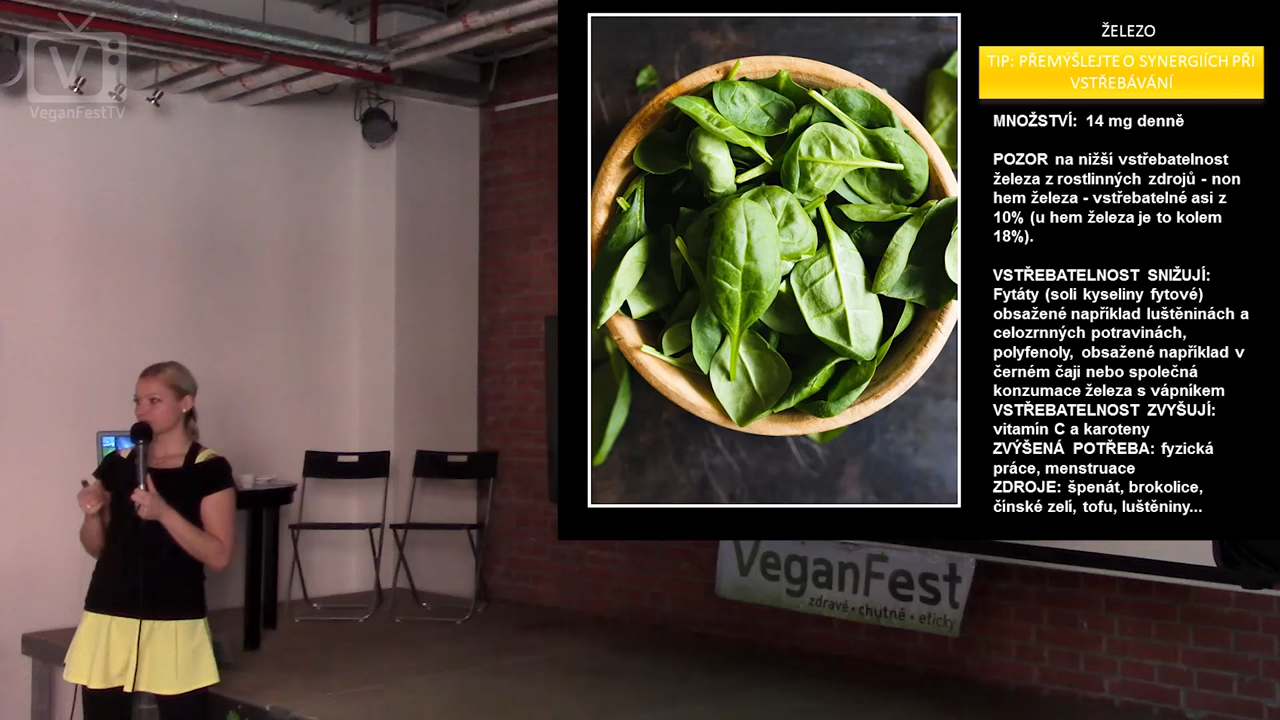 VeganFestTV
ŽELEZO
TIP: PŘEMÝŠLEJTE O SYNERGIÍCH PŘI
VSTŘEBÁVÁNÍ
MNOŽSTVÍ: 14 mg denně
POZOR na nižší vstřebatelnost
železa z rostlinných zdrojů - non
hem železa - vstřebatelné asi z
10% (u hem železa je to kolem
18%).
VSTŘEBATELNOST SNIŽUJÍ:
Fytáty (soli kyseliny fytové)
obsažené například luštěninách a
celozrnných potravinách,
polyfenoly, obsažené například v
černém čaji nebo společná
konzumace železa s vápníkem
VSTŘEBATELNOST ZVYŠUJÍ:
vitamín C a karoteny
ZVÝŠENÁ POTŘEBA: fyzická
práce, menstruace
ZDROJE: špenát, brokolice,
čínské zelí, tofu, luštěniny...
VeganFest
zdravě • chutně • eticky